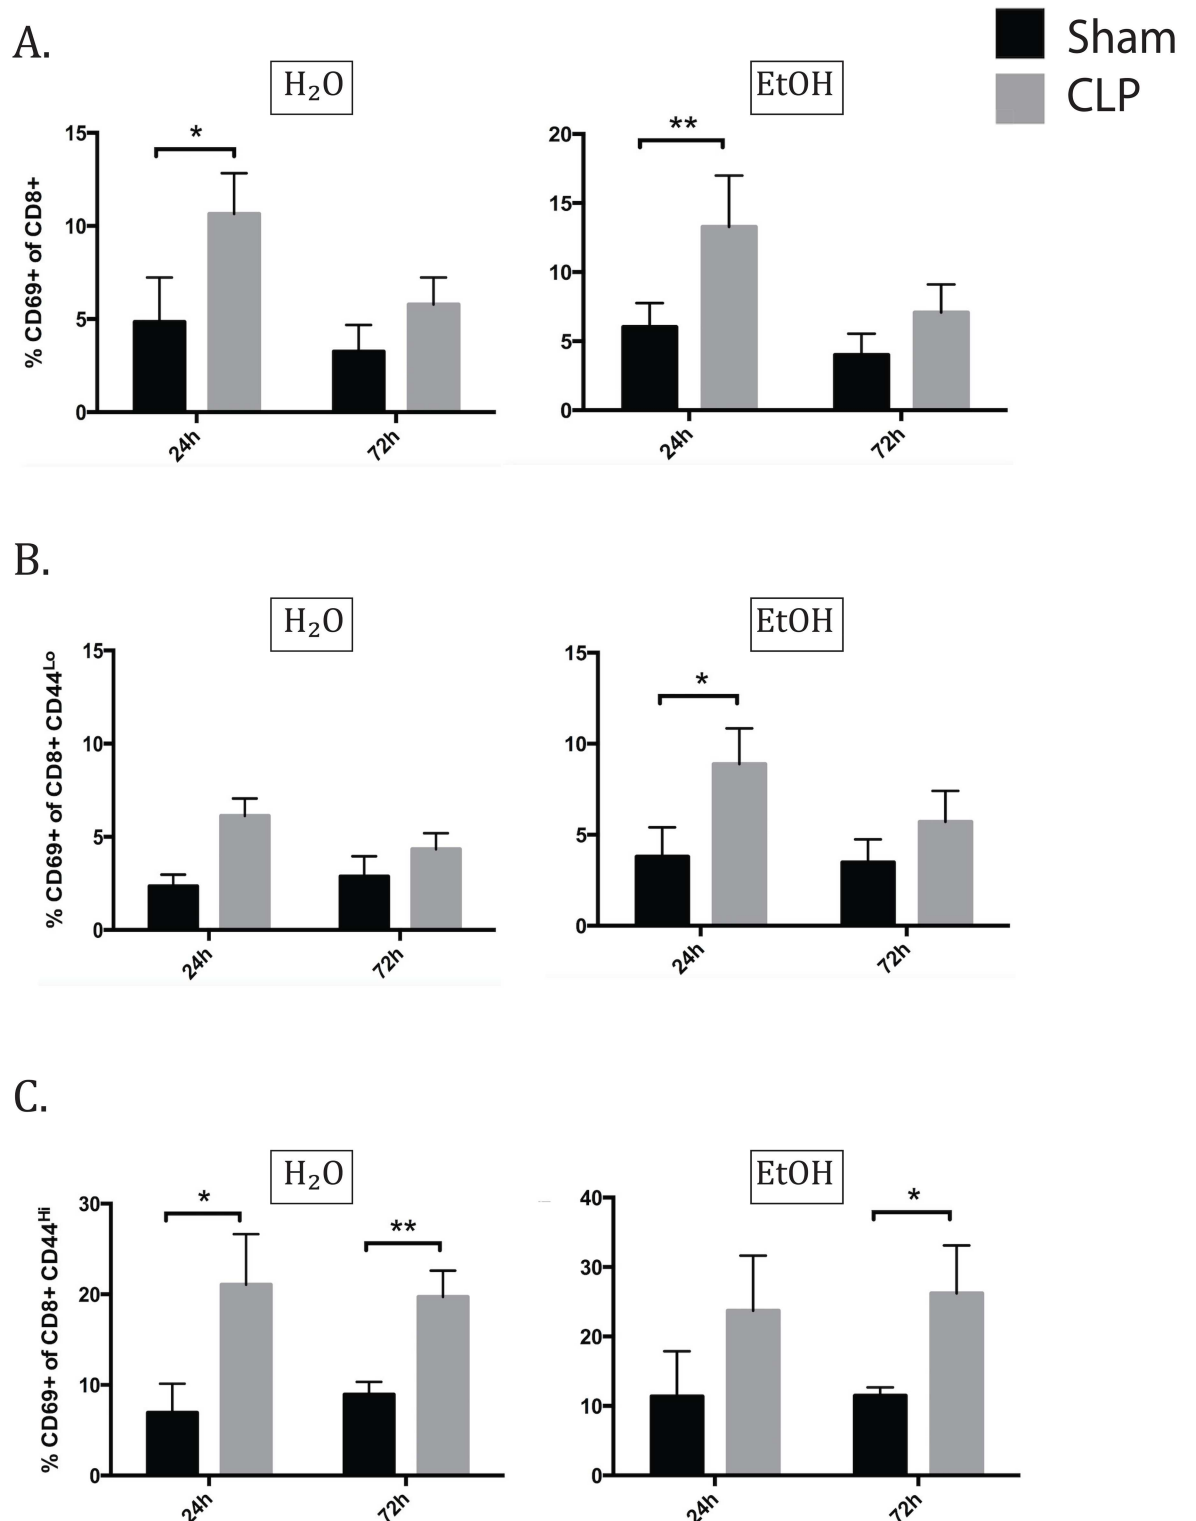 Sham
CLP
A.
H₂O
EtOH
% CD69+ of CD8+
15
10
5
0
*
24h
72h
20
15
10
5
0
**
24h
72h
B.
H₂O
EtOH
% CD69+ of CD8+ CD44Lo
15
10
5
0
24h
72h
15
10
5
0
*
24h
72h
C.
H₂O
EtOH
% CD69+ of CD8+ CD44Hi
30
20
10
0
*
**
24h
72h
40
30
20
10
0
*
24h
72h